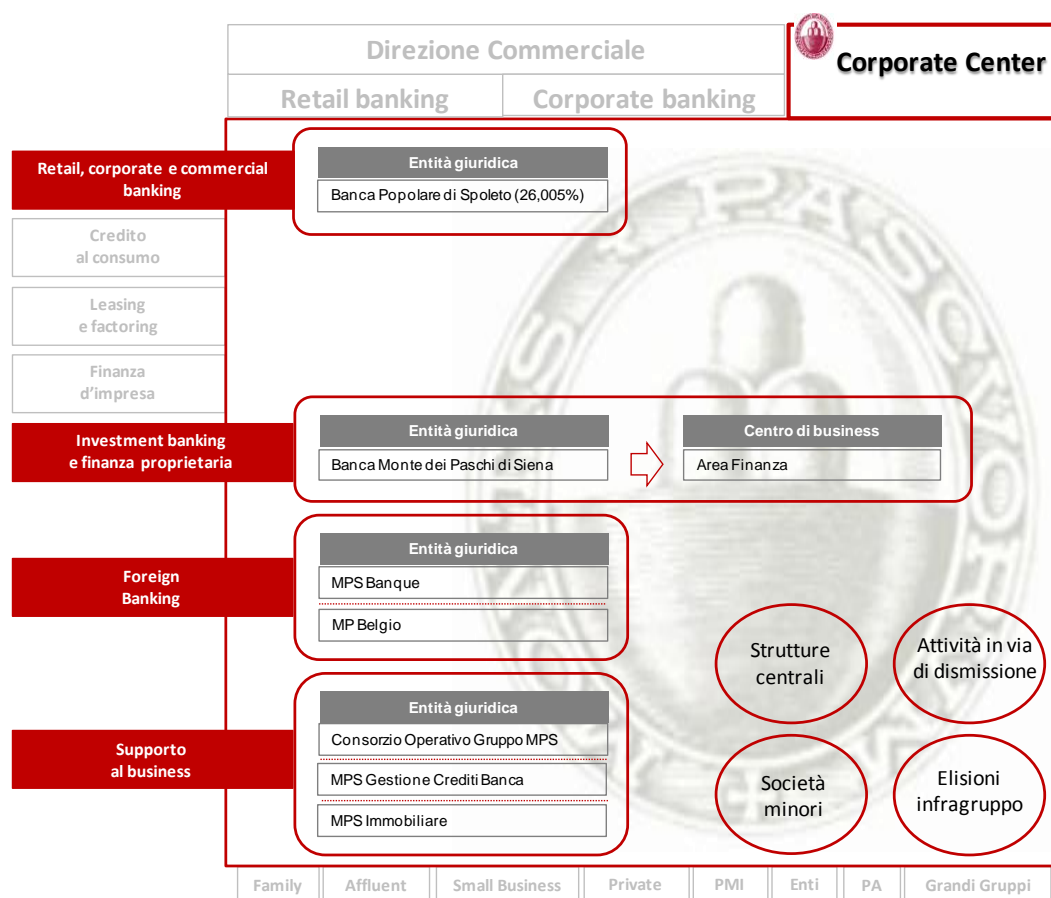 Direzione Commerciale
Corporate Center
Retail banking
Corporate banking
Retail, corporate e commercial
banking
Entità giuridica
Banca Popolare di Spoleto (26,005%)
Credito
al consumo
Leasing
e factoring
Finanza
d'impresa
Investment banking
e finanza proprietaria
Entità giuridica
Banca Monte dei Paschi di Siena
Centro di business
Area Finanza
Foreign
Banking
Entità giuridica
MPS Banque
MP Belgio
Strutture
centrali
Attività in via
di dismissione
Supporto
al business
Entità giuridica
Consorzio Operativo Gruppo MPS
MPS Gestione Crediti Banca
MPS Immobiliare
Società
minori
Elisioni
infragruppo
Family
Affluent
Small Business
Private
PMI
Enti
PA
Grandi Gruppi